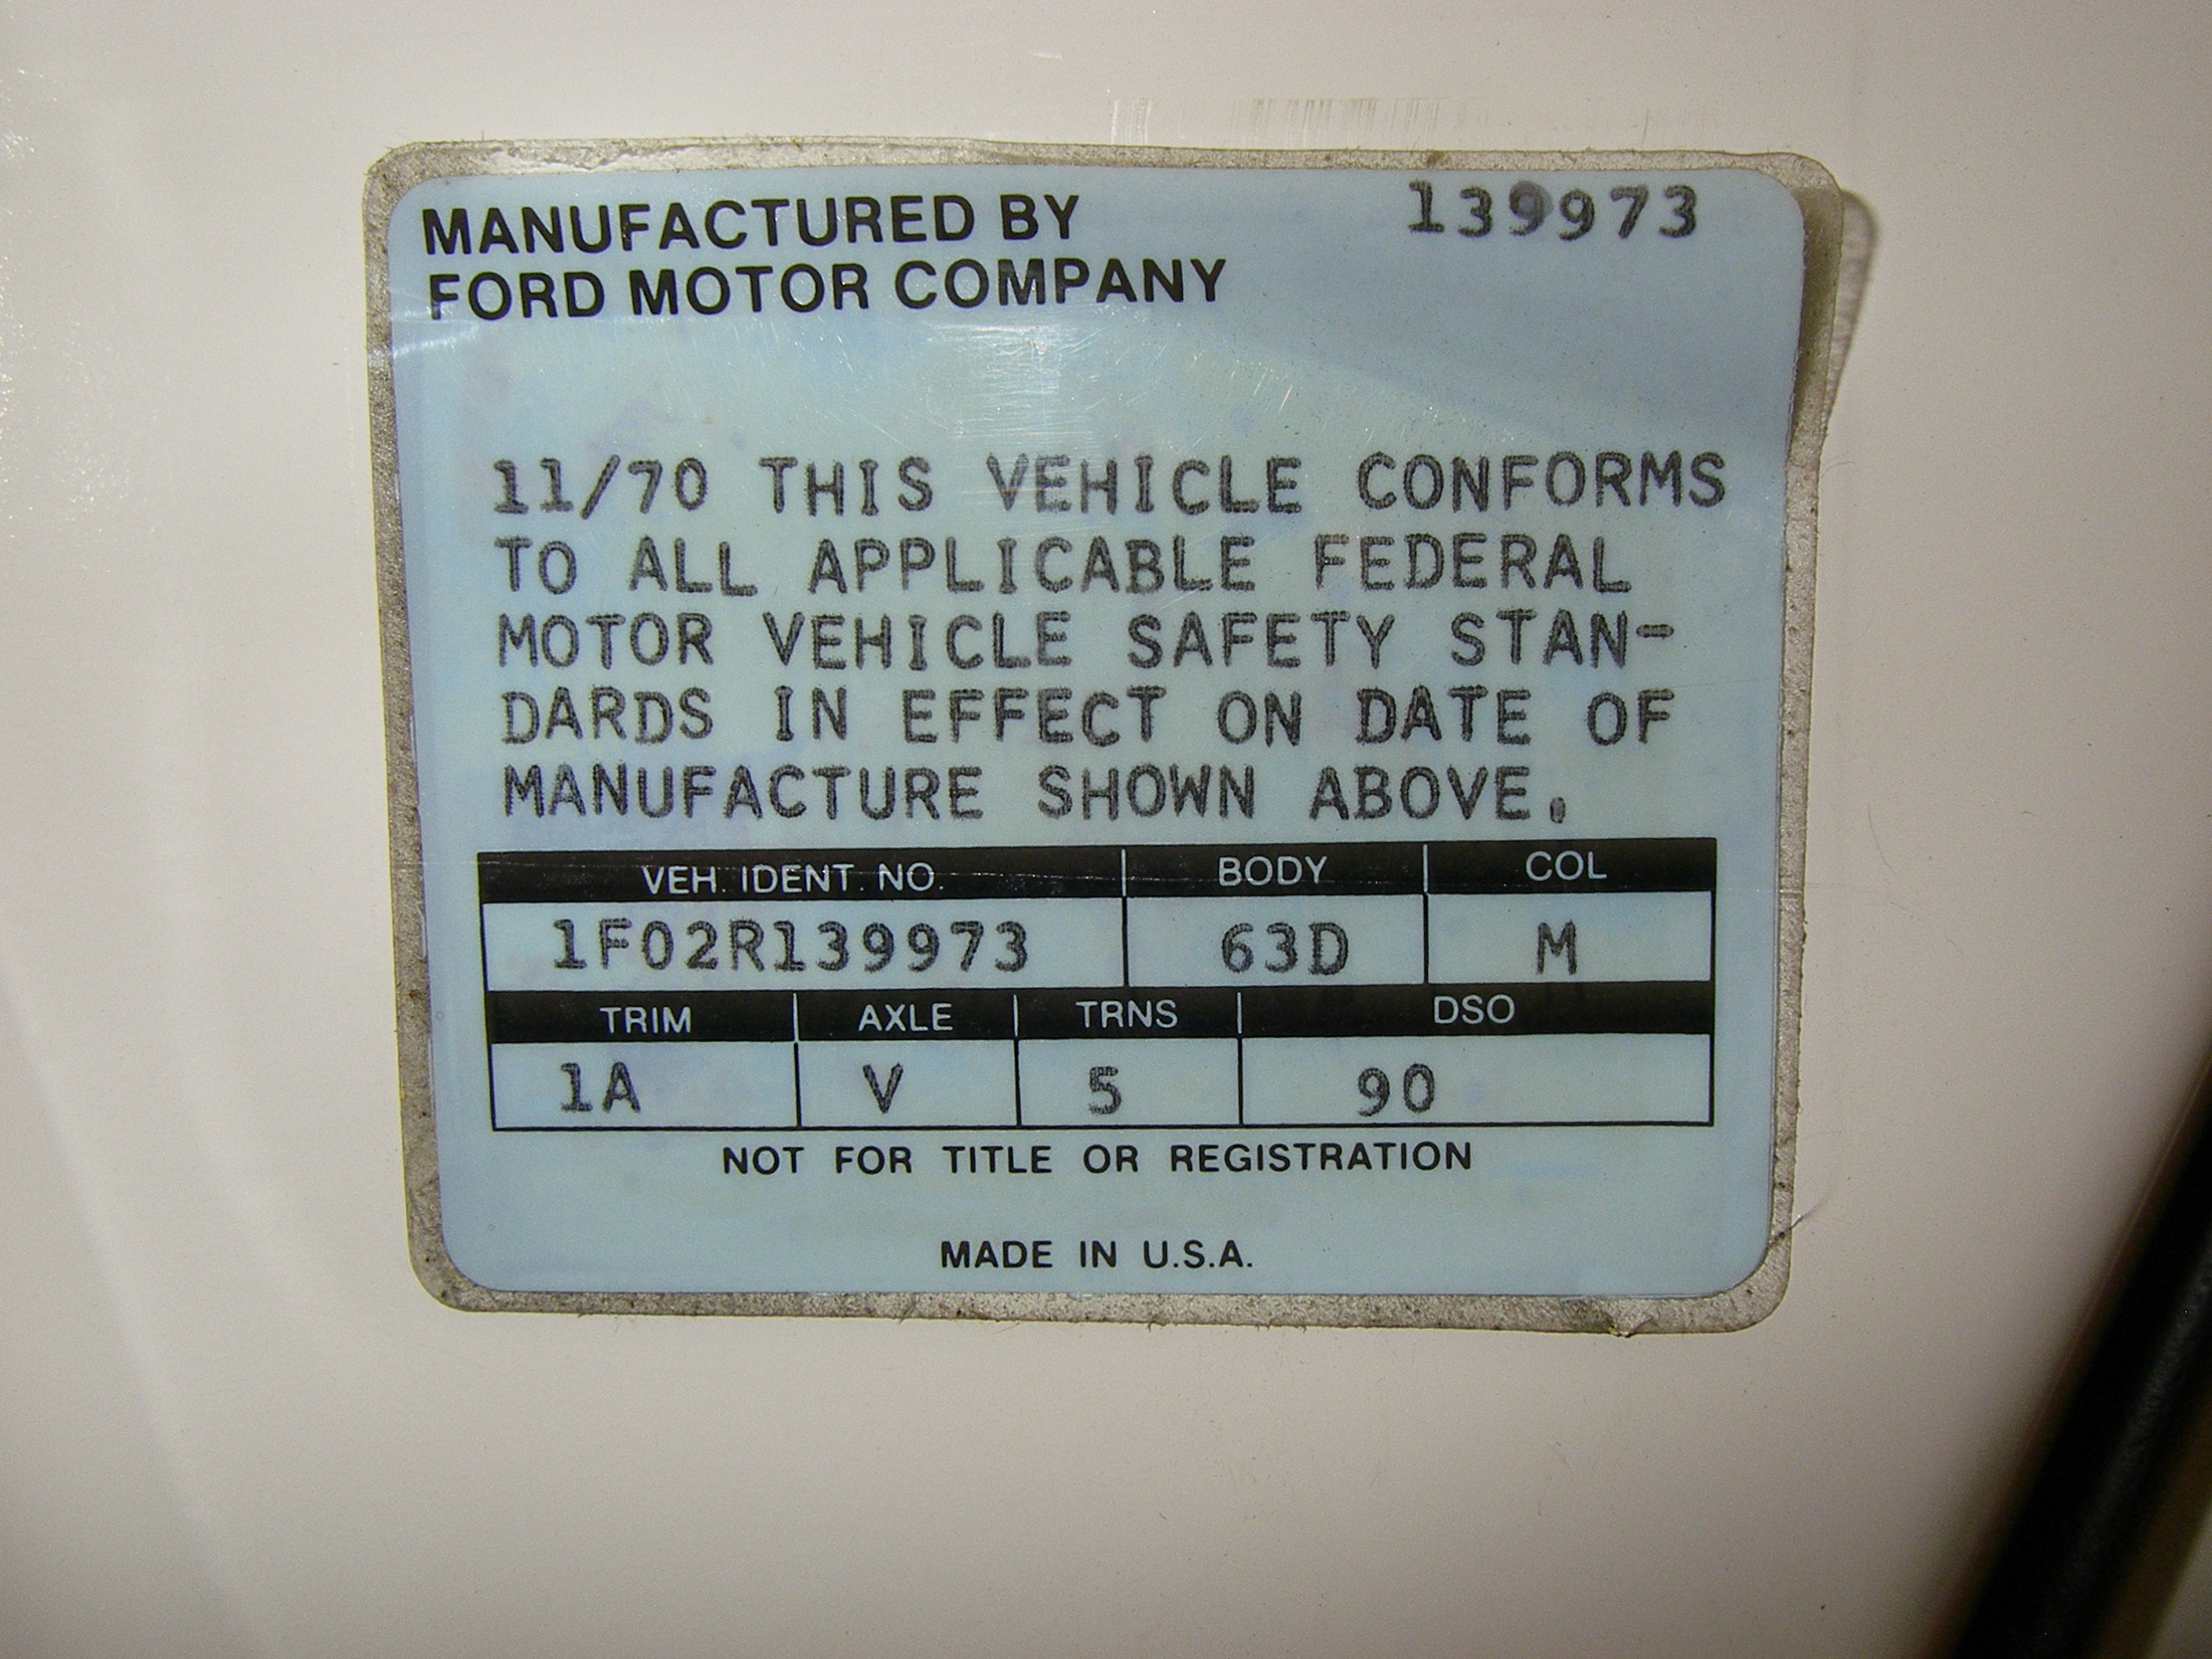 MANUFACTURED BY 139973
FORD MOTOR COMPANY
11/70 THIS VEHICLE CONFORMS
TO ALL APPLICABLE FEDERAL
MOTOR VEHICLE SAFETY STAN-
DARDS IN EFFECT ON DATE OF
MANUFACTURE SHOWN ABOVE.
VEH. IDENT. NO. BODY COL
1F02R139973 63D M
TRIM AXLE TRNS DSO
1A V 5 90
NOT FOR TITLE OR REGISTRATION
MADE IN U.S.A.